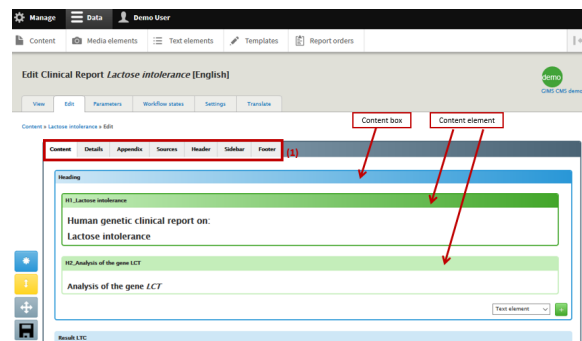 Manage Data Demo User
Content Media elements Text elements Templates Report orders
Edit Clinical Report Lactose intolerance [English]
demo
GIMS CMS demo
View Edit Parameters Workflow states Settings Translate
Content » Lactose intolerance » Edit
Content box Content element
Content Details Appendix Sources Header Sidebar Footer (1)
Heading
H1_Lactose intolerance
Human genetic clinical report on:
Lactose intolerance
H2_Analysis of the gene LCT
Analysis of the gene LCT
Text element
Result LTC